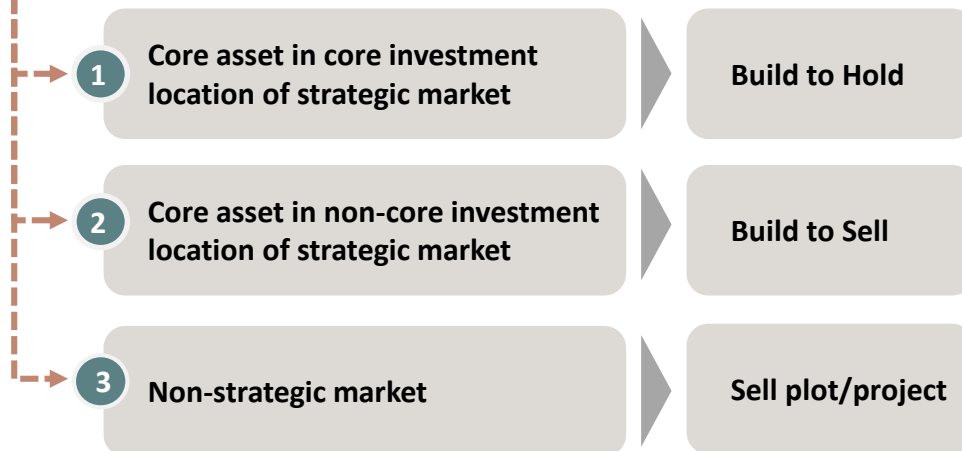 1
Core asset in core investment
location of strategic market
Build to Hold
2
Core asset in non-core investment
location of strategic market
Build to Sell
3
Non-strategic market
Sell plot/project